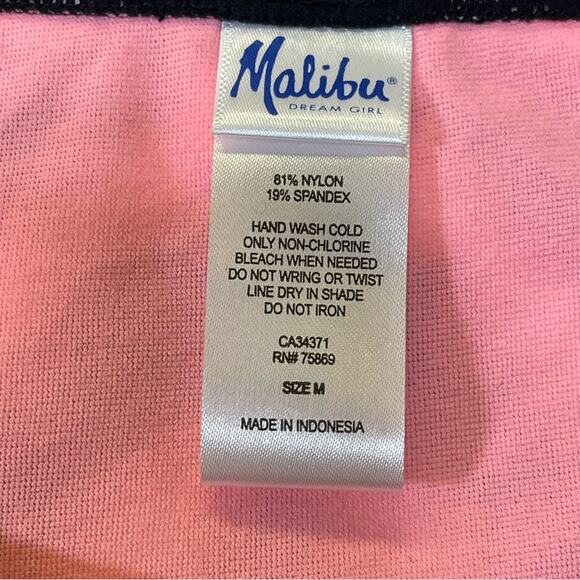 Malibu®
DREAM GIRL
81% NYLON
19% SPANDEX
HAND WASH COLD
ONLY NON-CHLORINE
BLEACH WHEN NEEDED
DO NOT WRING OR TWIST
LINE DRY IN SHADE
DO NOT IRON
CA34371
RN# 75869
SIZE M
MADE IN INDONESIA